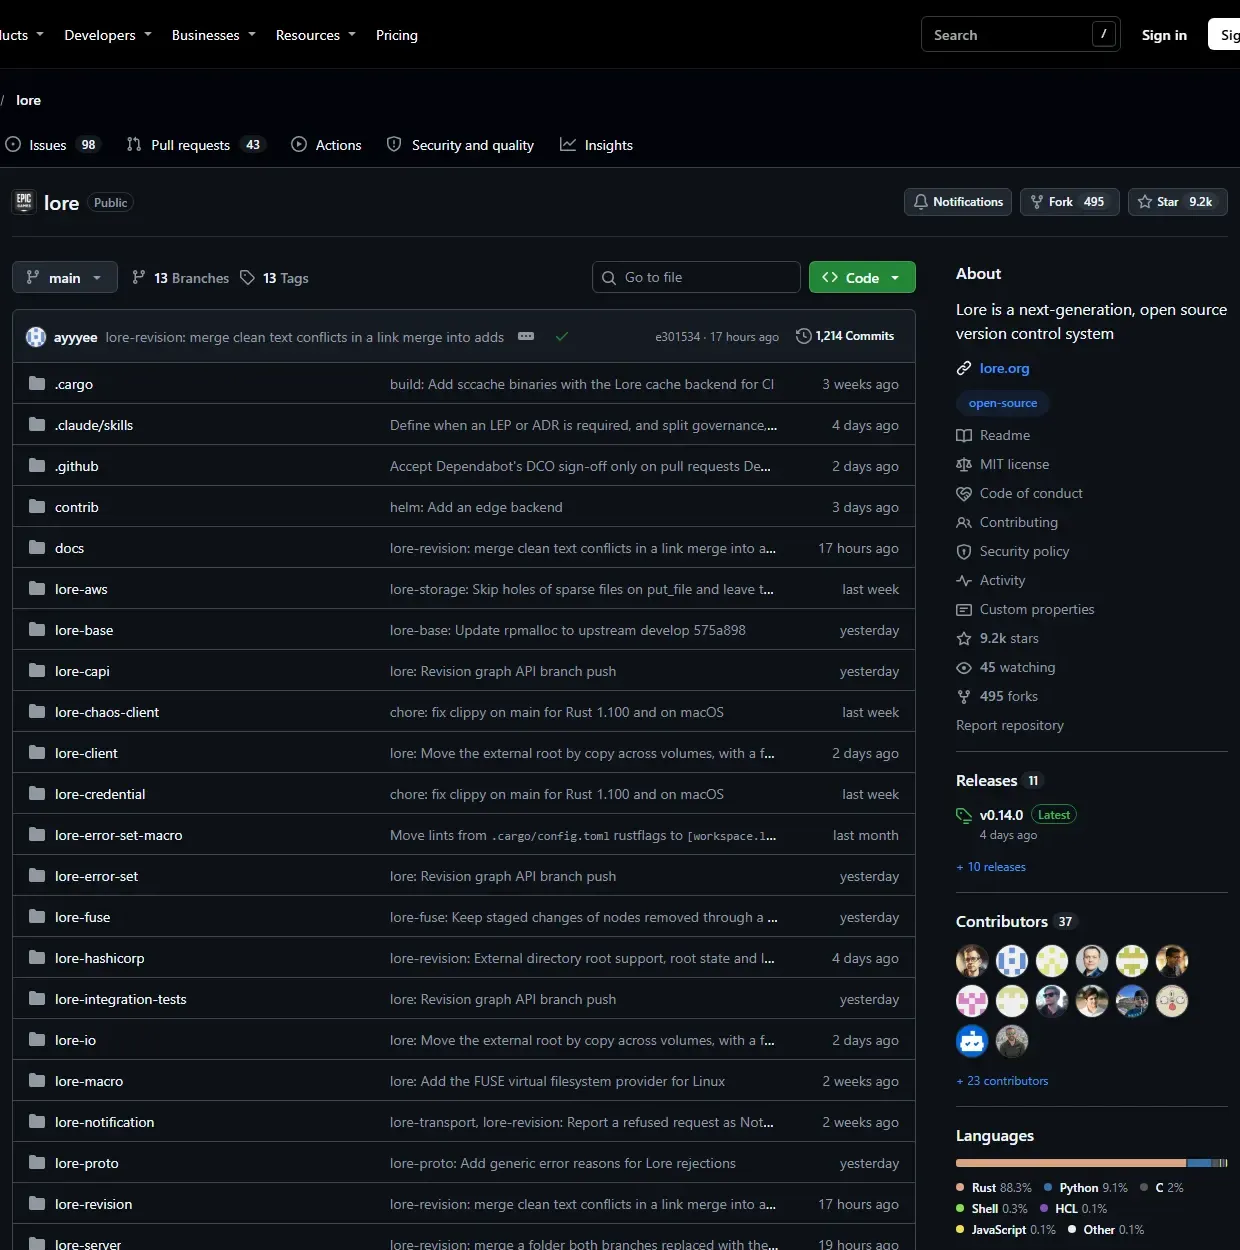 ucts Developers Businesses Resources Pricing Search / Sign in Sig
/ lore
Issues 98 Pull requests 43 Actions Security and quality Insights
EPIC GAMES lore Public Notifications Fork 495 Star 9.2k
main 13 Branches 13 Tags Go to file Code
ayyyee lore-revision: merge clean text conflicts in a link merge into adds e301534 · 17 hours ago 1,214 Commits
.cargo build: Add sccache binaries with the Lore cache backend for CI 3 weeks ago
.claude/skills Define when an LEP or ADR is required, and split governance,... 4 days ago
.github Accept Dependabot's DCO sign-off only on pull requests De... 2 days ago
contrib helm: Add an edge backend 3 days ago
docs lore-revision: merge clean text conflicts in a link merge into a... 17 hours ago
lore-aws lore-storage: Skip holes of sparse files on put_file and leave t... last week
lore-base lore-base: Update rpmalloc to upstream develop 575a898 yesterday
lore-capi lore: Revision graph API branch push yesterday
lore-chaos-client chore: fix clippy on main for Rust 1.100 and on macOS last week
lore-client lore: Move the external root by copy across volumes, with a f... 2 days ago
lore-credential chore: fix clippy on main for Rust 1.100 and on macOS last week
lore-error-set-macro Move lints from .cargo/config.toml rustflags to [workspace.l... last month
lore-error-set lore: Revision graph API branch push yesterday
lore-fuse lore-fuse: Keep staged changes of nodes removed through a ... yesterday
lore-hashicorp lore-revision: External directory root support, root state and l... 4 days ago
lore-integration-tests lore: Revision graph API branch push yesterday
lore-io lore: Move the external root by copy across volumes, with a f... 2 days ago
lore-macro lore: Add the FUSE virtual filesystem provider for Linux 2 weeks ago
lore-notification lore-transport, lore-revision: Report a refused request as Not... 2 weeks ago
lore-proto lore-proto: Add generic error reasons for Lore rejections yesterday
lore-revision lore-revision: merge clean text conflicts in a link merge into a... 17 hours ago
lore-server lore-revision: merge a folder both branches replaced with the... 19 hours ago
About
Lore is a next-generation, open source
version control system
lore.org
open-source
Readme
MIT license
Code of conduct
Contributing
Security policy
Activity
Custom properties
9.2k stars
45 watching
495 forks
Report repository
Releases 11
v0.14.0 Latest
4 days ago
+ 10 releases
Contributors 37
+ 23 contributors
Languages
Rust 88.3% Python 9.1% C 2%
Shell 0.3% HCL 0.1%
JavaScript 0.1% Other 0.1%